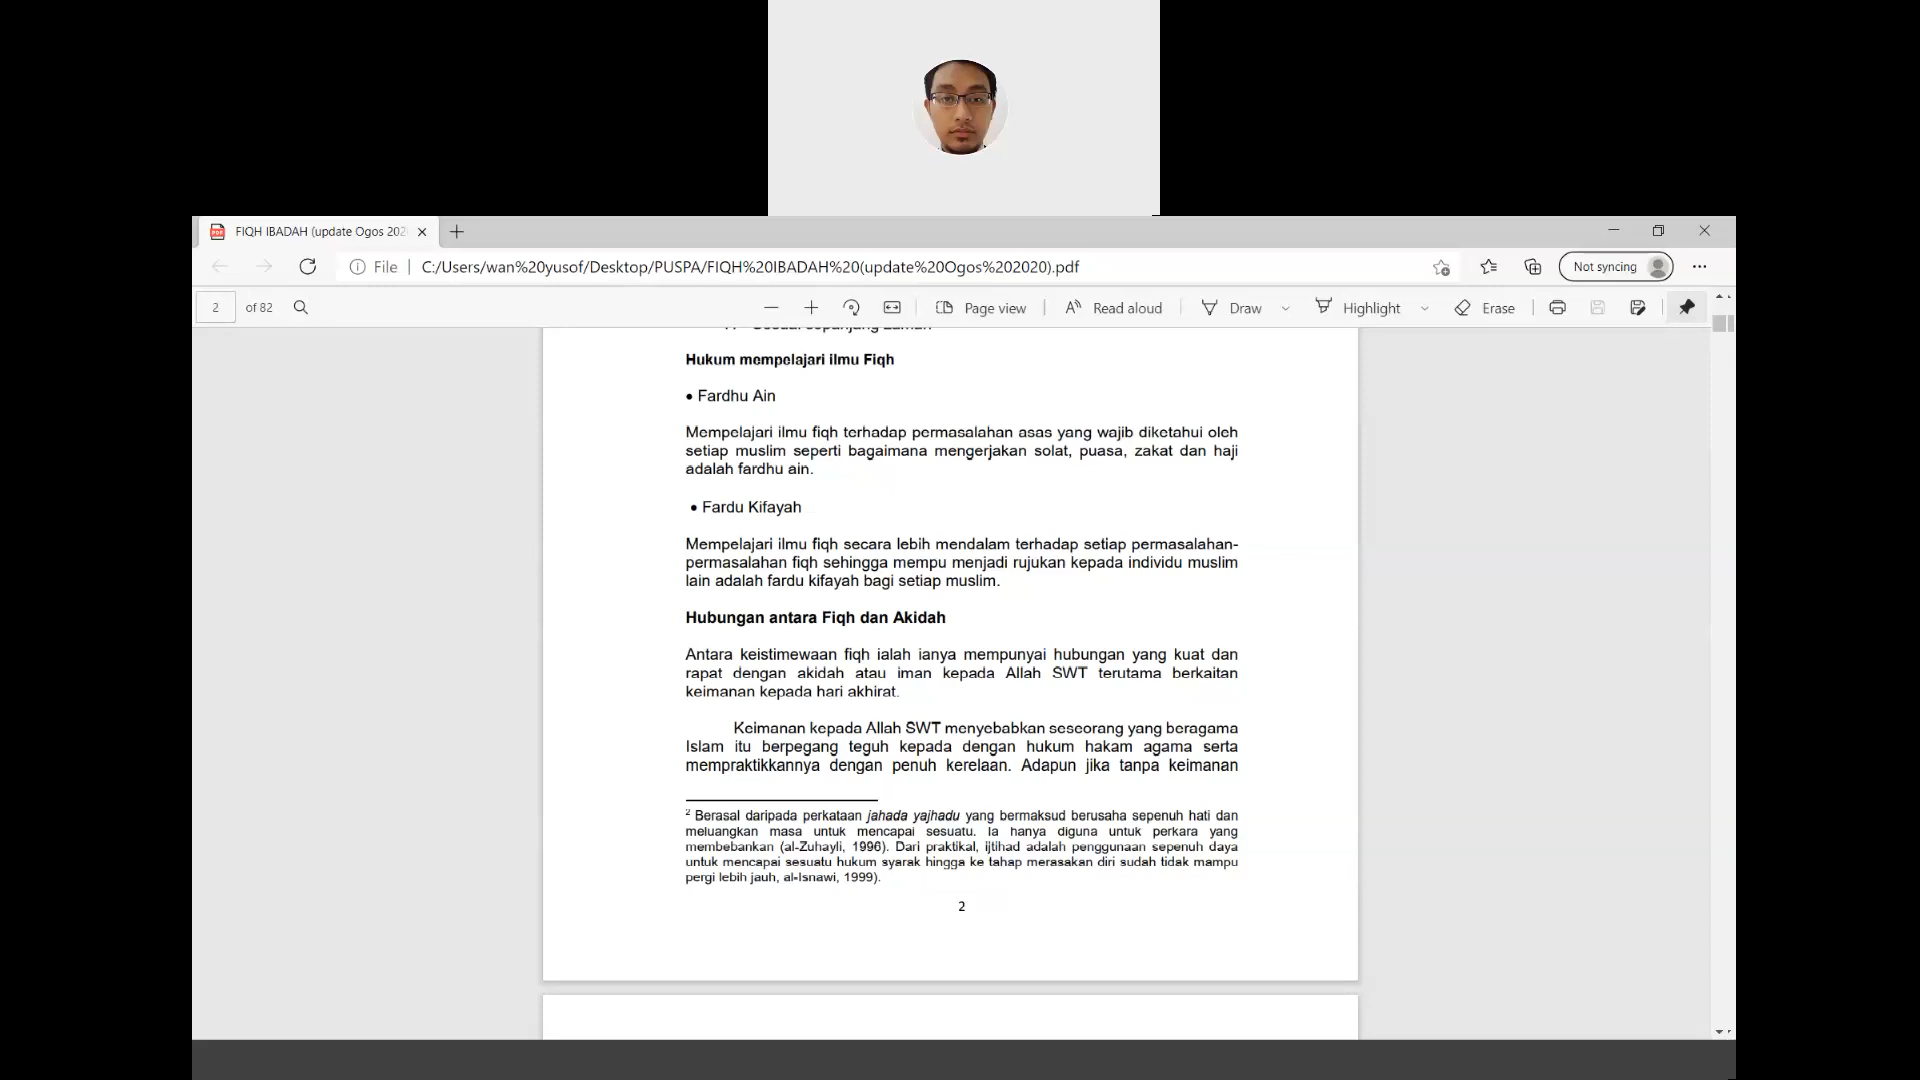 FIQH IBADAH (update Ogos 202
File
C:/Users/wan%20yusof/Desktop/PUSPA/FIQH%20IBADAH%20(update%20Ogos%202020).pdf
Not syncing
2 of 82
Page view
Read aloud
Draw
Highlight
Erase
Hukum mempelajari ilmu Fiqh
• Fardhu Ain
Mempelajari ilmu fiqh terhadap permasalahan asas yang wajib diketahui oleh
setiap muslim seperti bagaimana mengerjakan solat, puasa, zakat dan haji
adalah fardhu ain.
• Fardu Kifayah
Mempelajari ilmu fiqh secara lebih mendalam terhadap setiap permasalahan-
permasalahan fiqh sehingga mempu menjadi rujukan kepada individu muslim
lain adalah fardu kifayah bagi setiap muslim.
Hubungan antara Fiqh dan Akidah
Antara keistimewaan fiqh ialah ianya mempunyai hubungan yang kuat dan
rapat dengan akidah atau iman kepada Allah SWT terutama berkaitan
keimanan kepada hari akhirat.
Keimanan kepada Allah SWT menyebabkan seseorang yang beragama
Islam itu berpegang teguh kepada dengan hukum hakam agama serta
mempraktikkannya dengan penuh kerelaan. Adapun jika tanpa keimanan
2 Berasal daripada perkataan jahada yajhadu yang bermaksud berusaha sepenuh hati dan
meluangkan masa untuk mencapai sesuatu. Ia hanya diguna untuk perkara yang
membebankan (al-Zuhayli, 1996). Dari praktikal, ijtihad adalah penggunaan sepenuh daya
untuk mencapai sesuatu hukum syarak hingga ke tahap merasakan diri sudah tidak mampu
pergi lebih jauh, al-Isnawi, 1999).
2